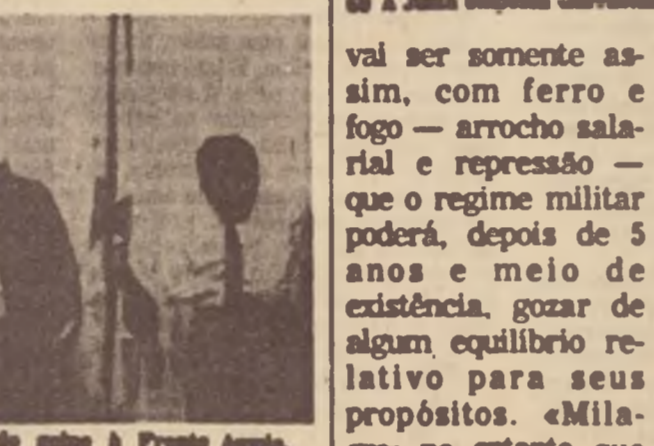 vai ser somente as-
sim, com ferro e
fogo — arrocho sala-
rial e repressão —
que o regime militar
poderá, depois de 5
anos e meio de
existência, gozar de
algum equilíbrio re-
lativo para seus
propósitos. «Mila-